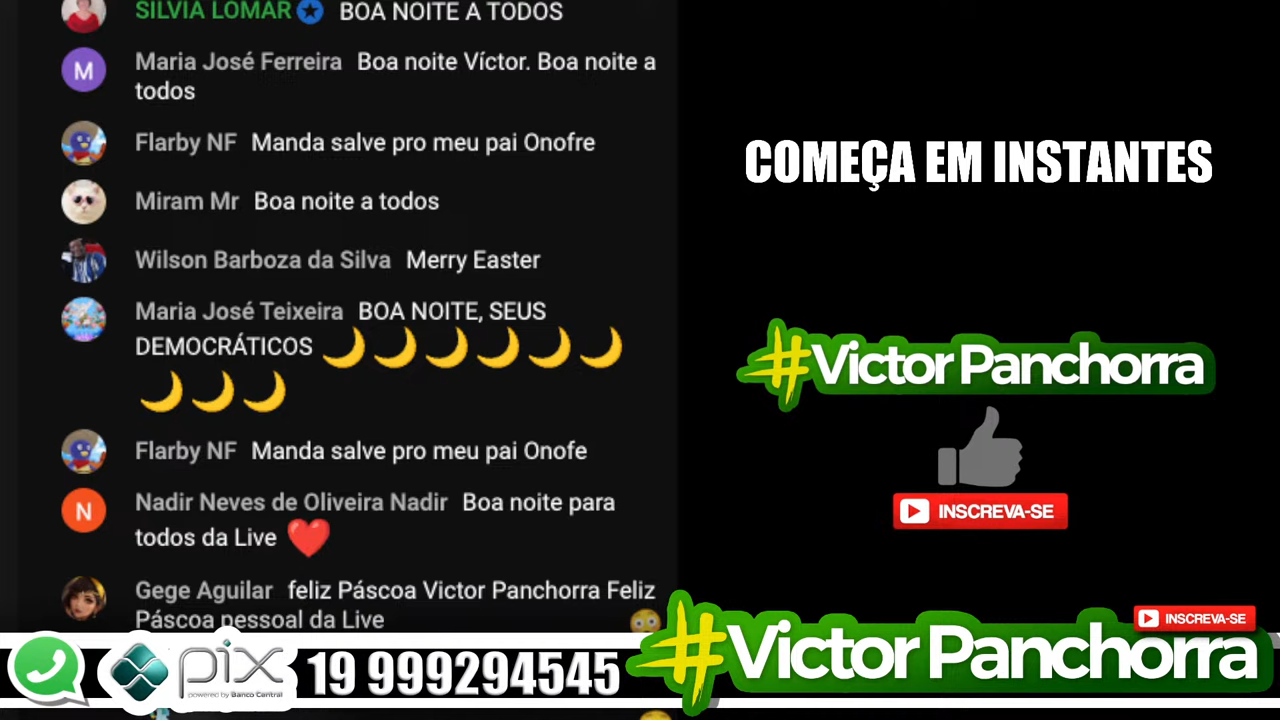 SILVIA LOMAR BOA NOITE A TODOS
Maria José Ferreira Boa noite Víctor. Boa noite a
todos
Flarby NF Manda salve pro meu pai Onofre
Miram Mr Boa noite a todos
Wilson Barboza da Silva Merry Easter
Maria José Teixeira BOA NOITE, SEUS
DEMOCRÁTICOS 🌙🌙🌙🌙🌙🌙
🌙🌙🌙
Flarby NF Manda salve pro meu pai Onofe
Nadir Neves de Oliveira Nadir Boa noite para
todos da Live ❤️
Gege Aguilar feliz Páscoa Victor Panchorra Feliz
Páscoa pessoal da Live
M
N
COMEÇA EM INSTANTES
#Victor Panchorra
INSCREVA-SE
INSCREVA-SE
pix
powered by Banco Central
19 999294545
#Victor Panchorra